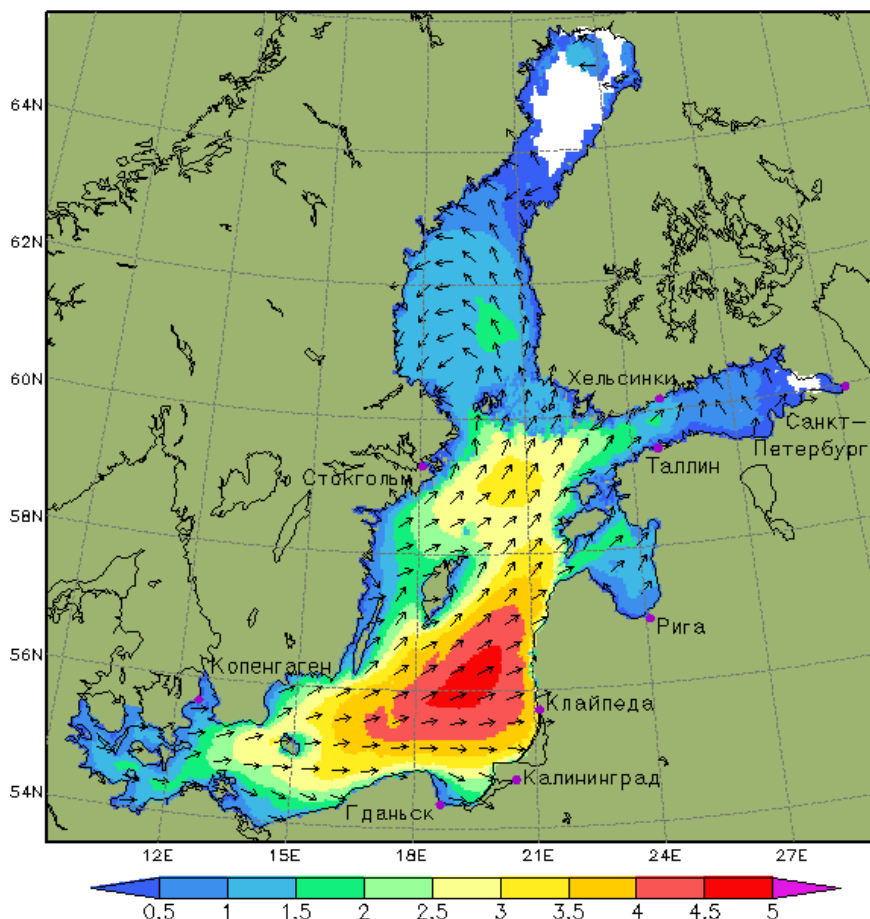 64N
62N
60N
58N
56N
54N
Хельсинки
Санкт-
Петербург
Таллин
Стокгольм
Рига
Копенгаген
Клайпеда
Калининград
Гданьск
12E 15E 18E 21E 24E 27E
0.5 1 1.5 2 2.5 3 3.5 4 4.5 5